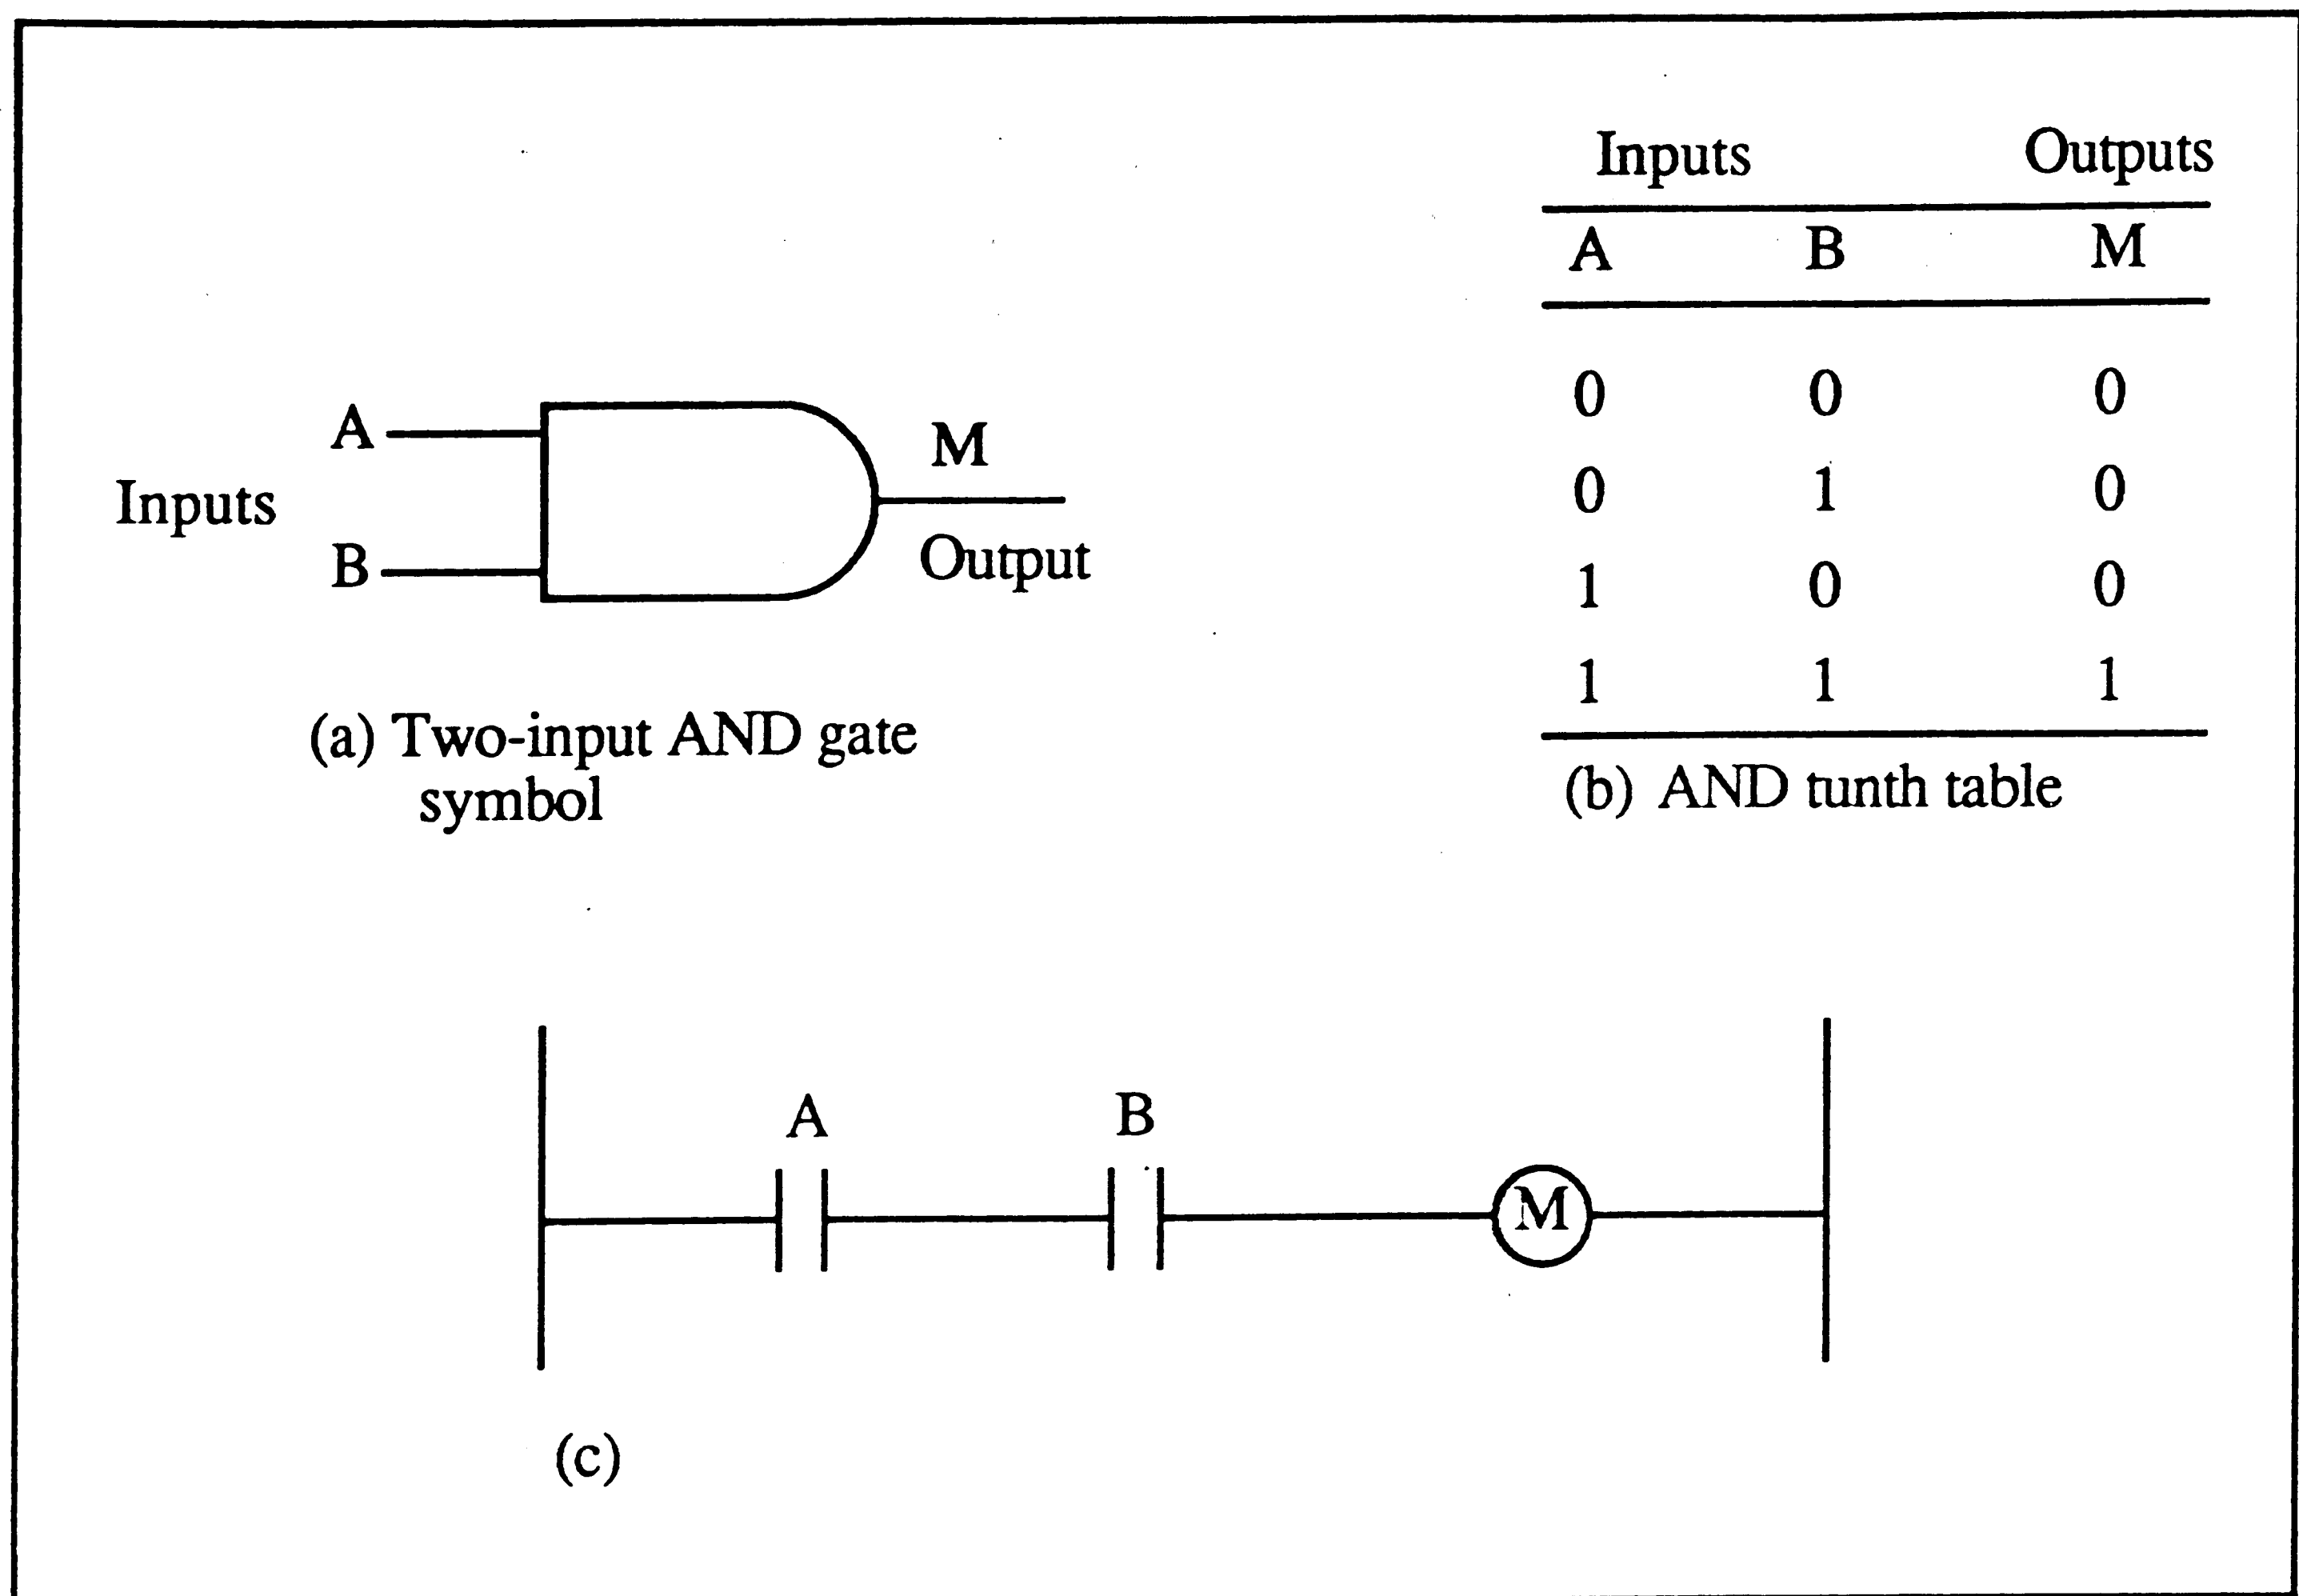 Inputs Outputs
A B M
0 0 0
0 1 0
1 0 0
1 1 1
(b) AND tunth table
A
M
Inputs
B
Output
(a) Two-input AND gate
symbol
A B
M
(c)